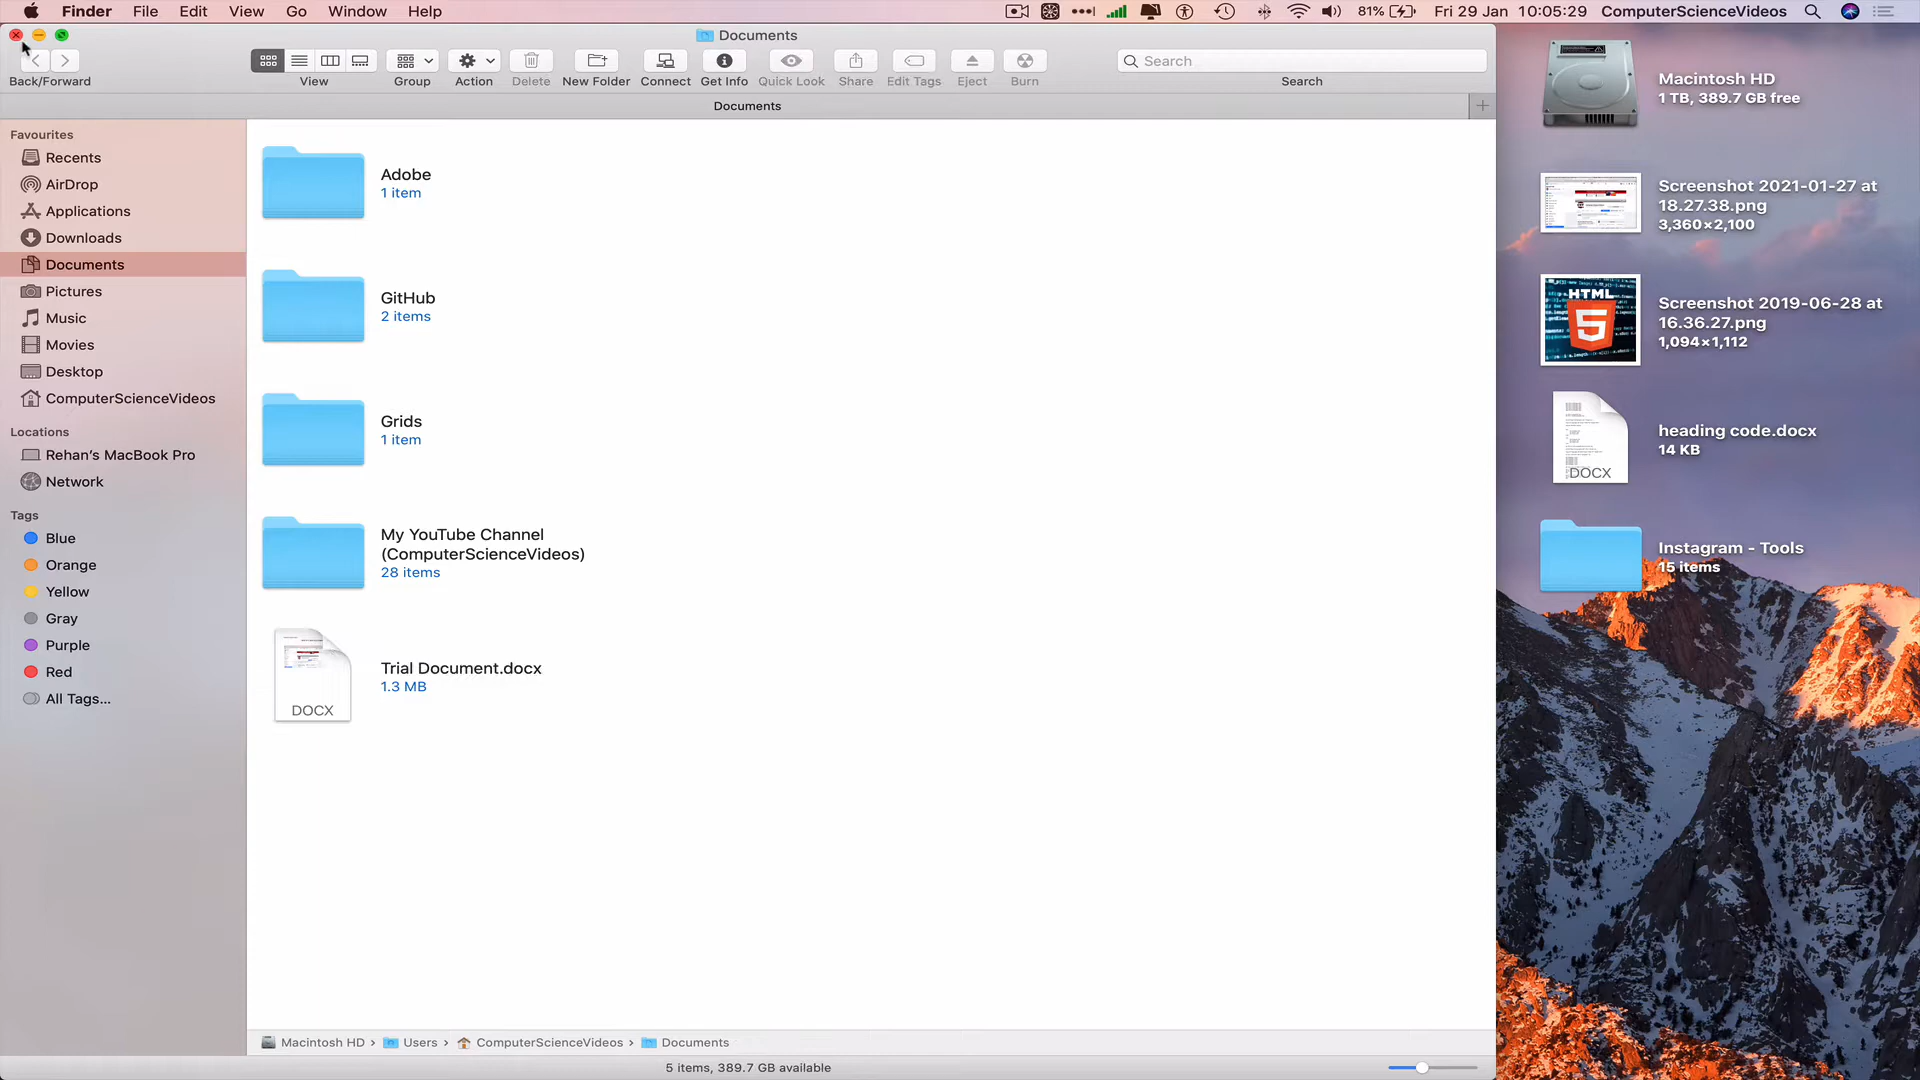 Finder File Edit View Go Window Help
81% Fri 29 Jan 10:05:29 ComputerScienceVideos
Documents
Back/Forward View Group Action Delete New Folder Connect Get Info Quick Look Share Edit Tags Eject Burn Search
Search
Documents
Favourites
Recents
AirDrop
Applications
Downloads
Documents
Pictures
Music
Movies
Desktop
ComputerScienceVideos
Locations
Rehan's MacBook Pro
Network
Tags
Blue
Orange
Yellow
Gray
Purple
Red
All Tags...
Adobe
1 item
GitHub
2 items
Grids
1 item
My YouTube Channel
(ComputerScienceVideos)
28 items
DOCX
Trial Document.docx
1.3 MB
Macintosh HD › Users › ComputerScienceVideos › Documents
5 items, 389.7 GB available
Macintosh HD
1 TB, 389.7 GB free
Screenshot 2021-01-27 at
18.27.38.png
3,360×2,100
HTML
5
Screenshot 2019-06-28 at
16.36.27.png
1,094×1,112
DOCX
heading code.docx
14 KB
Instagram - Tools
15 items